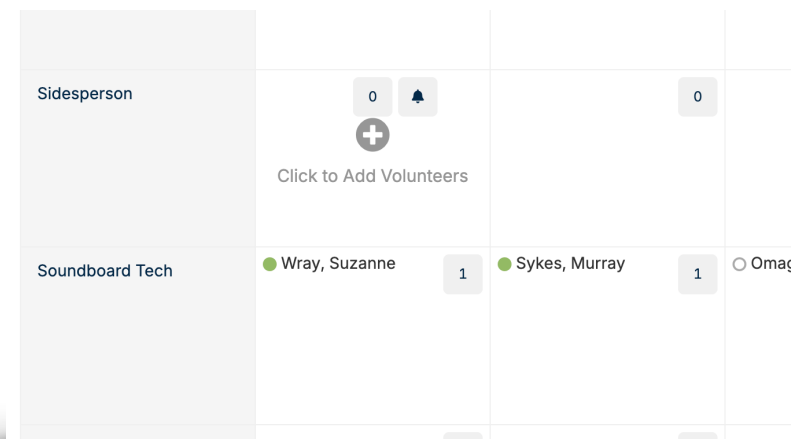 Sidesperson
0
0
Click to Add Volunteers
Soundboard Tech
Wray, Suzanne
1
Sykes, Murray
1